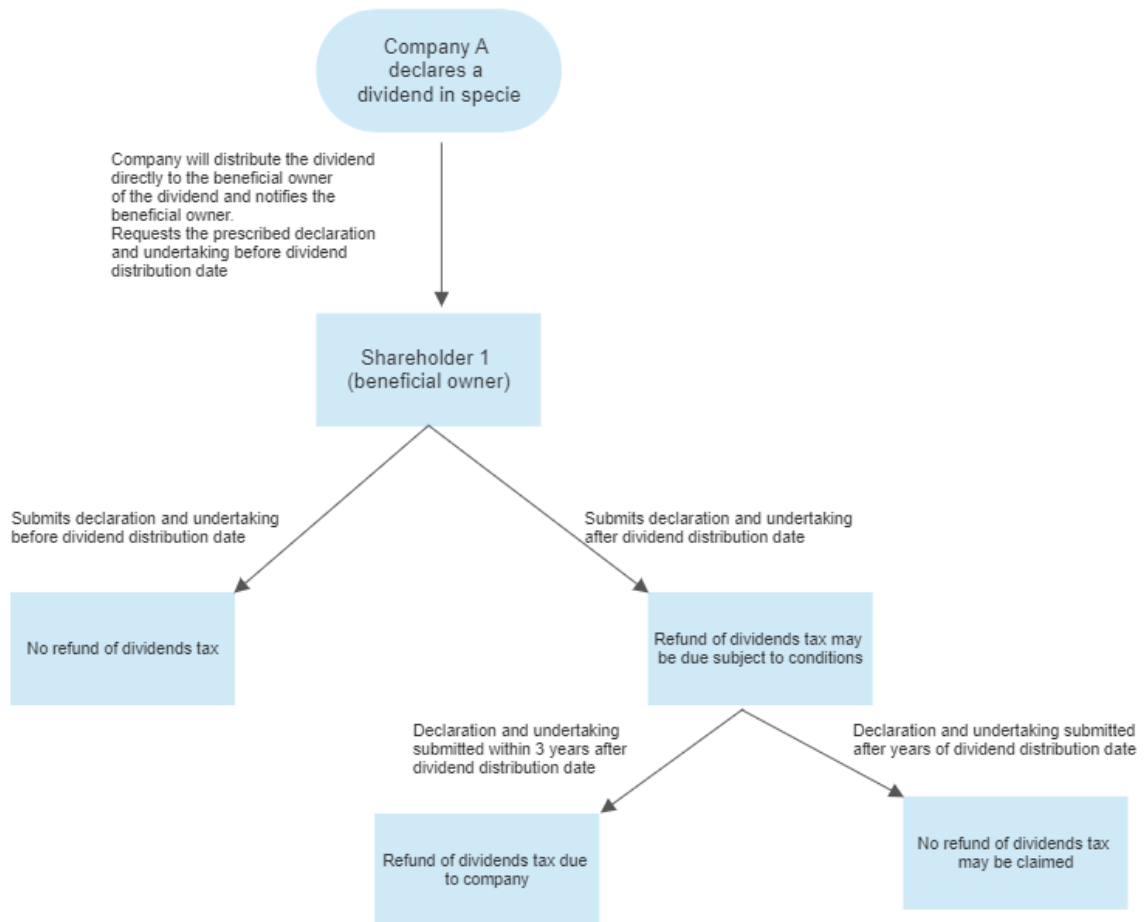 Company A
declares a
dividend in specie
Company will distribute the dividend
directly to the beneficial owner
of the dividend and notifies the
beneficial owner.
Requests the prescribed declaration
and undertaking before dividend
distribution date
Shareholder 1
(beneficial owner)
Submits declaration and undertaking
before dividend distribution date
Submits declaration and undertaking
after dividend distribution date
No refund of dividends tax
Refund of dividends tax may
be due subject to conditions
Declaration and undertaking
submitted within 3 years after
dividend distribution date
Declaration and undertaking submitted
after years of dividend distribution date
Refund of dividends tax due
to company
No refund of dividends tax
may be claimed